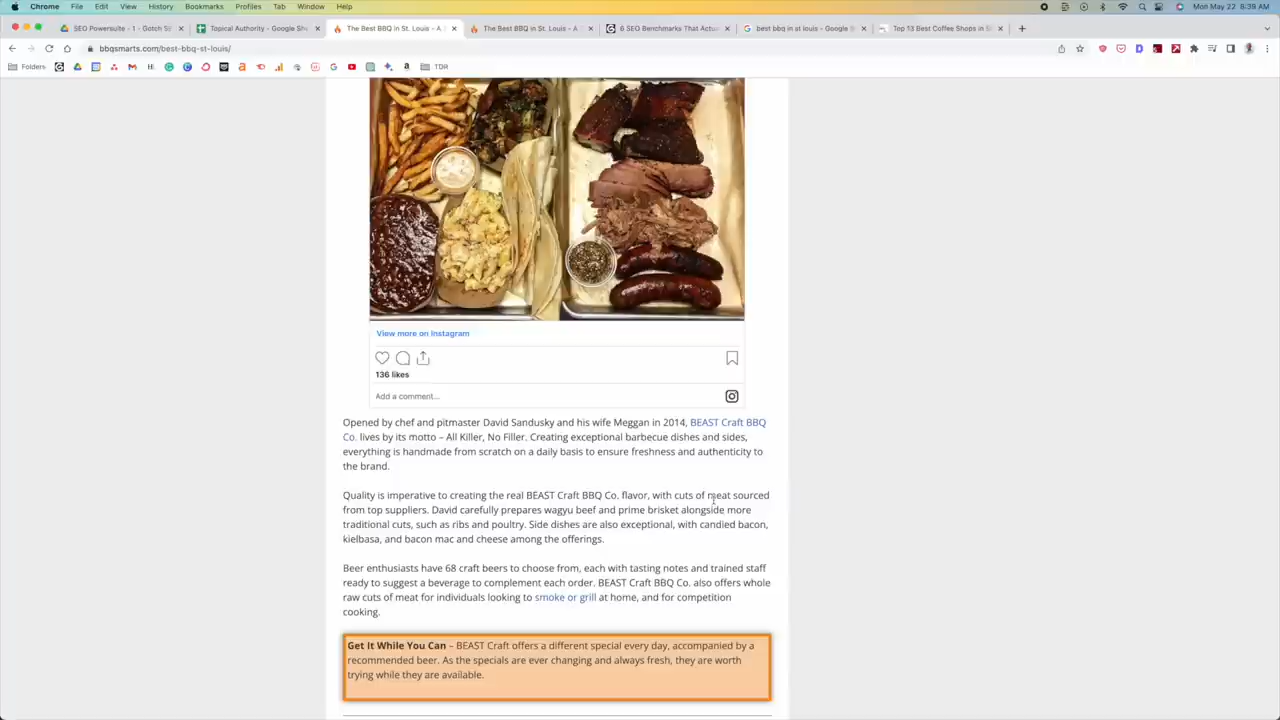 Chrome File Edit View History Bookmarks Profiles Tab Window Help Mon May 22 8:39 AM
SEO Powersuite - 1 - Gotch SE Topical Authority - Google She The Best BBQ in St. Louis - A 2 The Best BBQ in St. Louis - A 6 SEO Benchmarks That Actua best bbq in st louis - Google S Top 13 Best Coffee Shops in S
bbqsmarts.com/best-bbq-st-louis/
Folders TDR
View more on Instagram
136 likes
Add a comment...
Opened by chef and pitmaster David Sandusky and his wife Meggan in 2014, BEAST Craft BBQ
Co. lives by its motto – All Killer, No Filler. Creating exceptional barbecue dishes and sides,
everything is handmade from scratch on a daily basis to ensure freshness and authenticity to
the brand.
Quality is imperative to creating the real BEAST Craft BBQ Co. flavor, with cuts of meat sourced
from top suppliers. David carefully prepares wagyu beef and prime brisket alongside more
traditional cuts, such as ribs and poultry. Side dishes are also exceptional, with candied bacon,
kielbasa, and bacon mac and cheese among the offerings.
Beer enthusiasts have 68 craft beers to choose from, each with tasting notes and trained staff
ready to suggest a beverage to complement each order. BEAST Craft BBQ Co. also offers whole
raw cuts of meat for individuals looking to smoke or grill at home, and for competition
cooking.
Get It While You Can – BEAST Craft offers a different special every day, accompanied by a
recommended beer. As the specials are ever changing and always fresh, they are worth
trying while they are available.